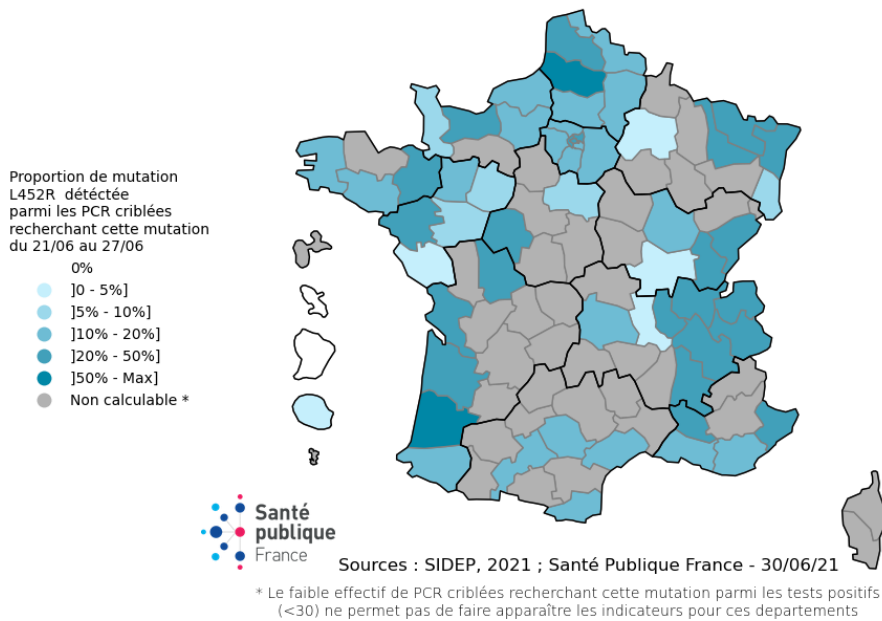 Proportion de mutation
L452R détéctée
parmi les PCR criblées
recherchant cette mutation
du 21/06 au 27/06
0%
]0 - 5%]
]5% - 10%]
]10% - 20%]
]20% - 50%]
]50% - Max]
Non calculable *
Santé
publique
France
Sources : SIDEP, 2021 ; Santé Publique France - 30/06/21
* Le faible effectif de PCR criblées recherchant cette mutation parmi les tests positifs
(<30) ne permet pas de faire apparaître les indicateurs pour ces departements